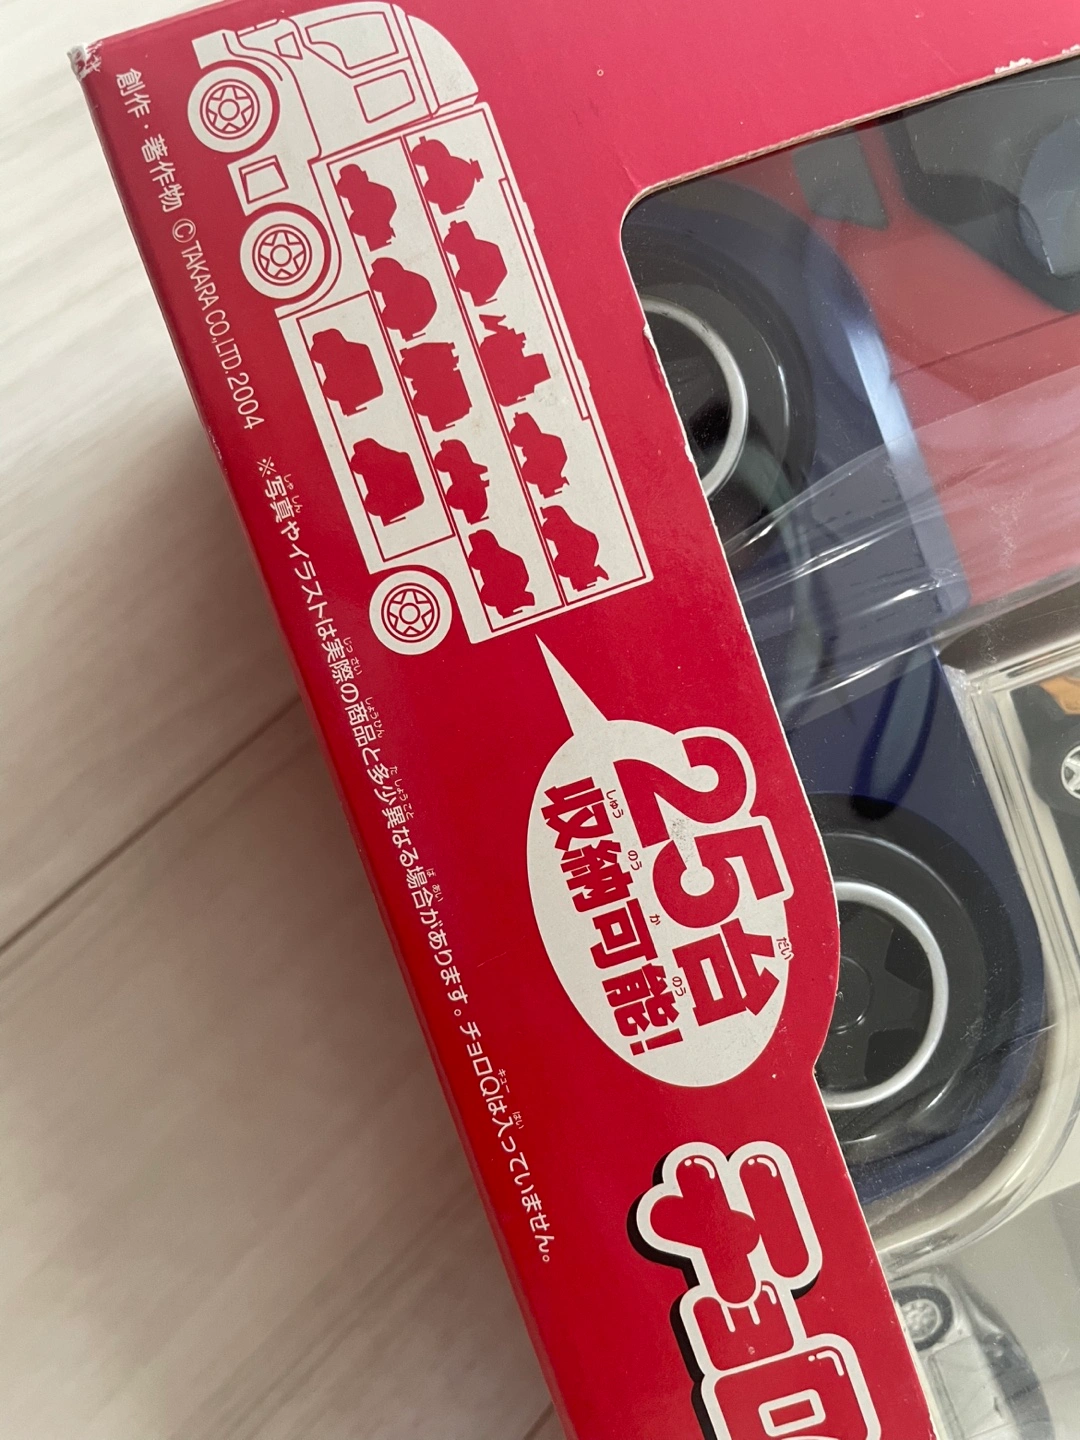 創作・著作物 ©TAKARA CO.,LTD.2004 ※写真やイラストは実際の商品と多少異なる場合があります。チョロQは入っていません。
25台
収納可能!
チョロ